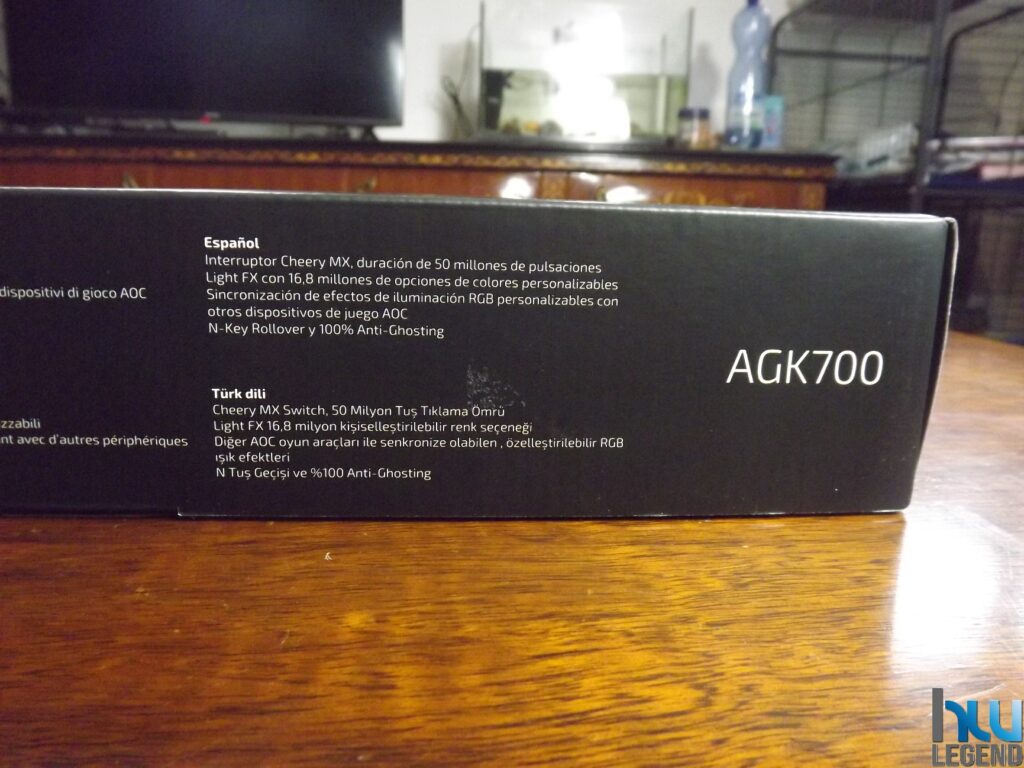 dispositivi di gioco AOC
zzabili
nt avec d'autres périphériques
Español
Interruptor Cheery MX, duración de 50 millones de pulsaciones
Light FX con 16,8 millones de opciones de colores personalizables
Sincronización de efectos de iluminación RGB personalizables con
otros dispositivos de juego AOC
N-Key Rollover y 100% Anti-Ghosting
Türk dili
Cheery MX Switch, 50 Milyon Tuş Tıklama Ömrü
Light FX 16,8 milyon kişiselleştirilebilir renk seçeneği
Diğer AOC oyun araçları ile senkronize olabilen , özelleştirilebilir RGB
ışık efektleri
N Tuş Geçişi ve %100 Anti-Ghosting
AGK700
hw
LEGEND